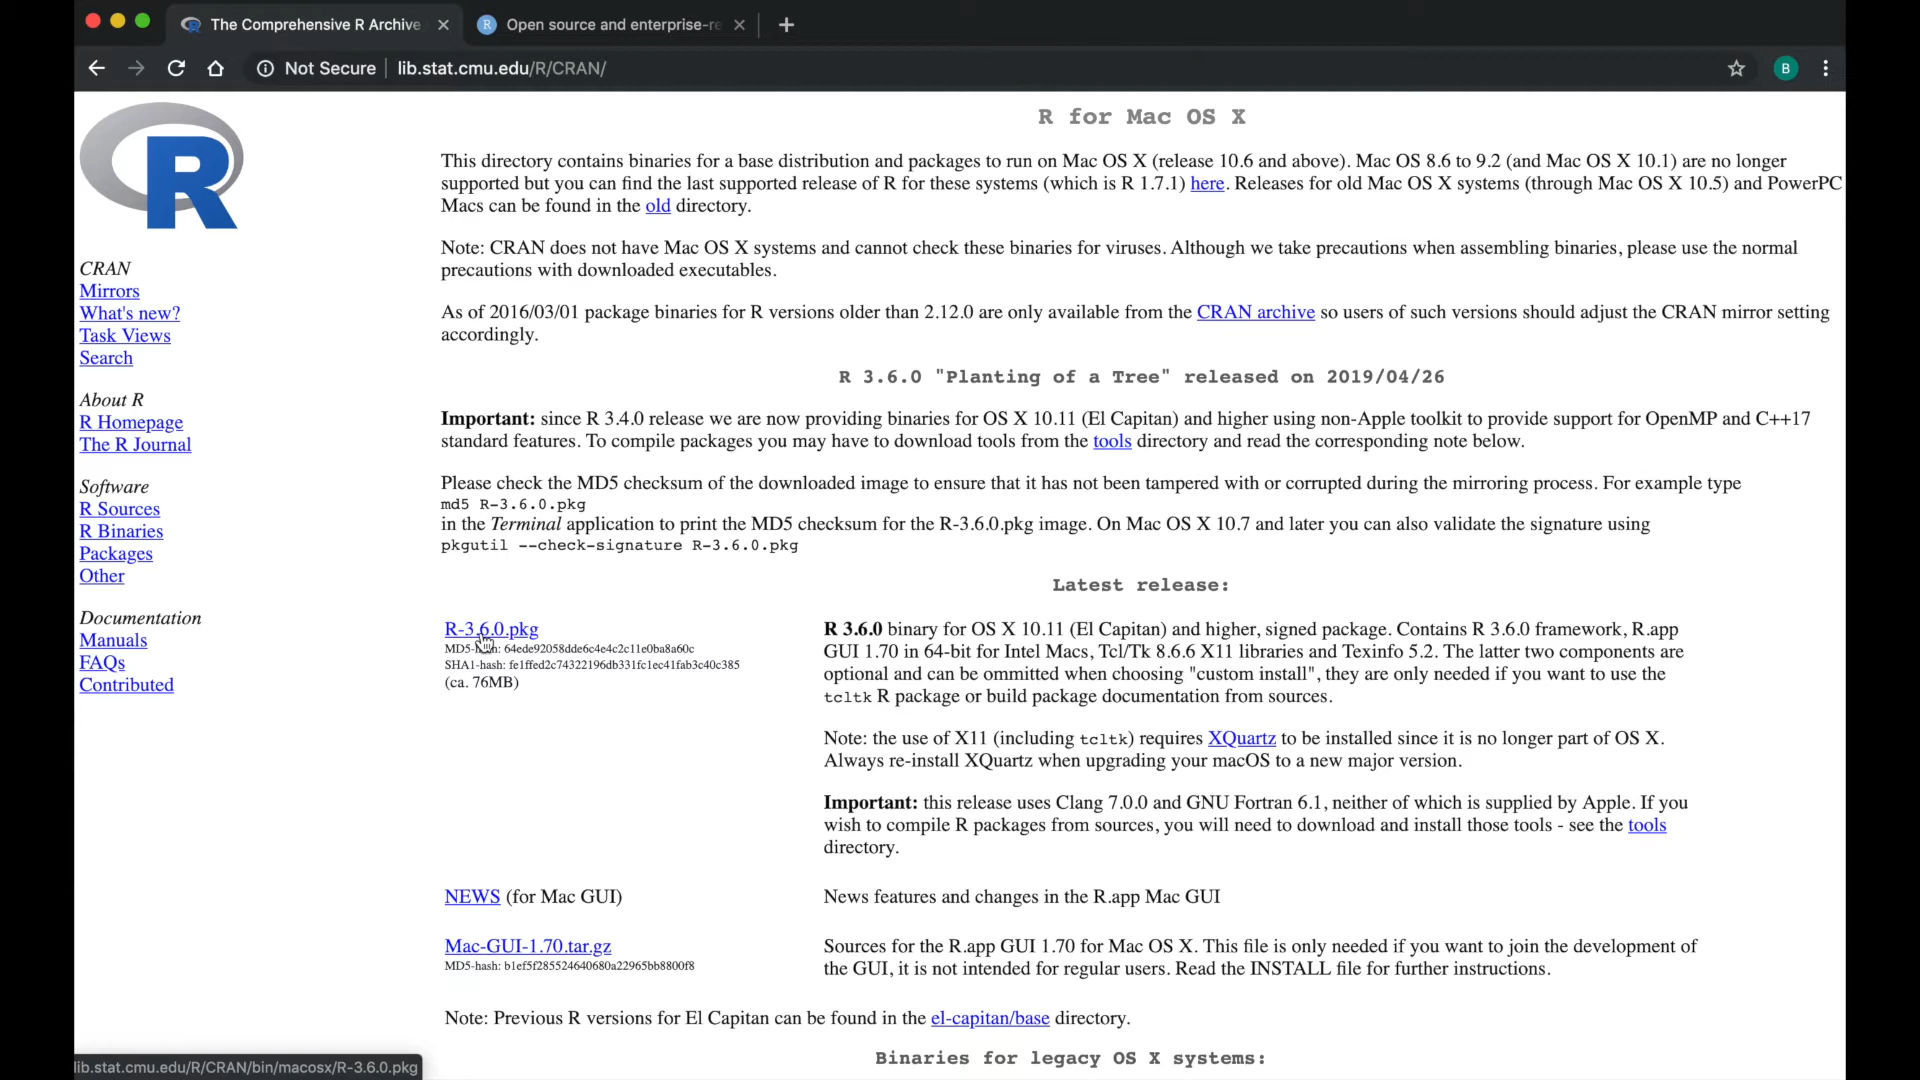 The Comprehensive R Archive
Open source and enterprise-re
Not Secure
lib.stat.cmu.edu/R/CRAN/
B
R
CRAN
Mirrors
What's new?
Task Views
Search
About R
R Homepage
The R Journal
Software
R Sources
R Binaries
Packages
Other
Documentation
Manuals
FAQs
Contributed
R for Mac OS X
This directory contains binaries for a base distribution and packages to run on Mac OS X (release 10.6 and above). Mac OS 8.6 to 9.2 (and Mac OS X 10.1) are no longer
supported but you can find the last supported release of R for these systems (which is R 1.7.1) here. Releases for old Mac OS X systems (through Mac OS X 10.5) and PowerPC
Macs can be found in the old directory.
Note: CRAN does not have Mac OS X systems and cannot check these binaries for viruses. Although we take precautions when assembling binaries, please use the normal
precautions with downloaded executables.
As of 2016/03/01 package binaries for R versions older than 2.12.0 are only available from the CRAN archive so users of such versions should adjust the CRAN mirror setting
accordingly.
R 3.6.0 "Planting of a Tree" released on 2019/04/26
Important: since R 3.4.0 release we are now providing binaries for OS X 10.11 (El Capitan) and higher using non-Apple toolkit to provide support for OpenMP and C++17
standard features. To compile packages you may have to download tools from the tools directory and read the corresponding note below.
Please check the MD5 checksum of the downloaded image to ensure that it has not been tampered with or corrupted during the mirroring process. For example type
md5 R-3.6.0.pkg
in the Terminal application to print the MD5 checksum for the R-3.6.0.pkg image. On Mac OS X 10.7 and later you can also validate the signature using
pkgutil --check-signature R-3.6.0.pkg
Latest release:
R-3.6.0.pkg
64ede92058dde6c4e4c2c11e0ba8a60c
SHA1-hash: fe1ffed2c74322196db331fc1ec41fab3c40c385
(ca. 76MB)
R 3.6.0 binary for OS X 10.11 (El Capitan) and higher, signed package. Contains R 3.6.0 framework, R.app
GUI 1.70 in 64-bit for Intel Macs, Tcl/Tk 8.6.6 X11 libraries and Texinfo 5.2. The latter two components are
optional and can be ommitted when choosing "custom install", they are only needed if you want to use the
tcltk R package or build package documentation from sources.
Note: the use of X11 (including tcltk) requires XQuartz to be installed since it is no longer part of OS X.
Always re-install XQuartz when upgrading your macOS to a new major version.
Important: this release uses Clang 7.0.0 and GNU Fortran 6.1, neither of which is supplied by Apple. If you
wish to compile R packages from sources, you will need to download and install those tools - see the tools
directory.
NEWS (for Mac GUI)
News features and changes in the R.app Mac GUI
Mac-GUI-1.70.tar.gz
MD5-hash: b1ef5f285524640680a22965bb8800f8
Sources for the R.app GUI 1.70 for Mac OS X. This file is only needed if you want to join the development of
the GUI, it is not intended for regular users. Read the INSTALL file for further instructions.
Note: Previous R versions for El Capitan can be found in the el-capitan/base directory.
Binaries for legacy OS X systems:
lib.stat.cmu.edu/R/CRAN/bin/macosx/R-3.6.0.pkg